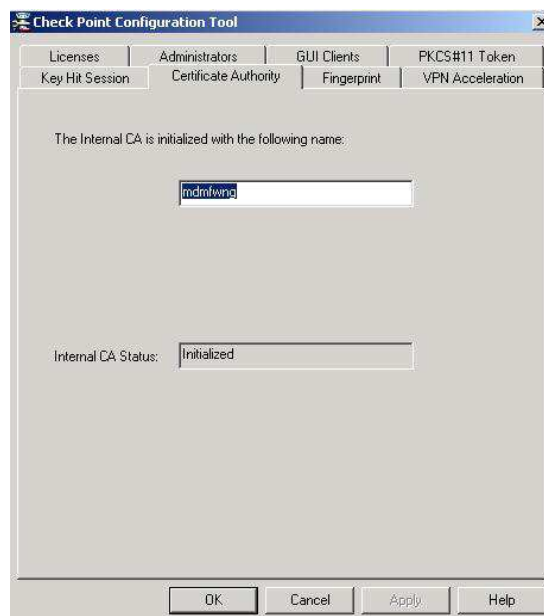 Check Point Configuration Tool
Licenses Administrators GUI Clients PKCS#11 Token
Key Hit Session Certificate Authority Fingerprint VPN Acceleration
The Internal CA is initialized with the following name:
mdmfwng
Internal CA Status: Initialized
OK Cancel Apply Help